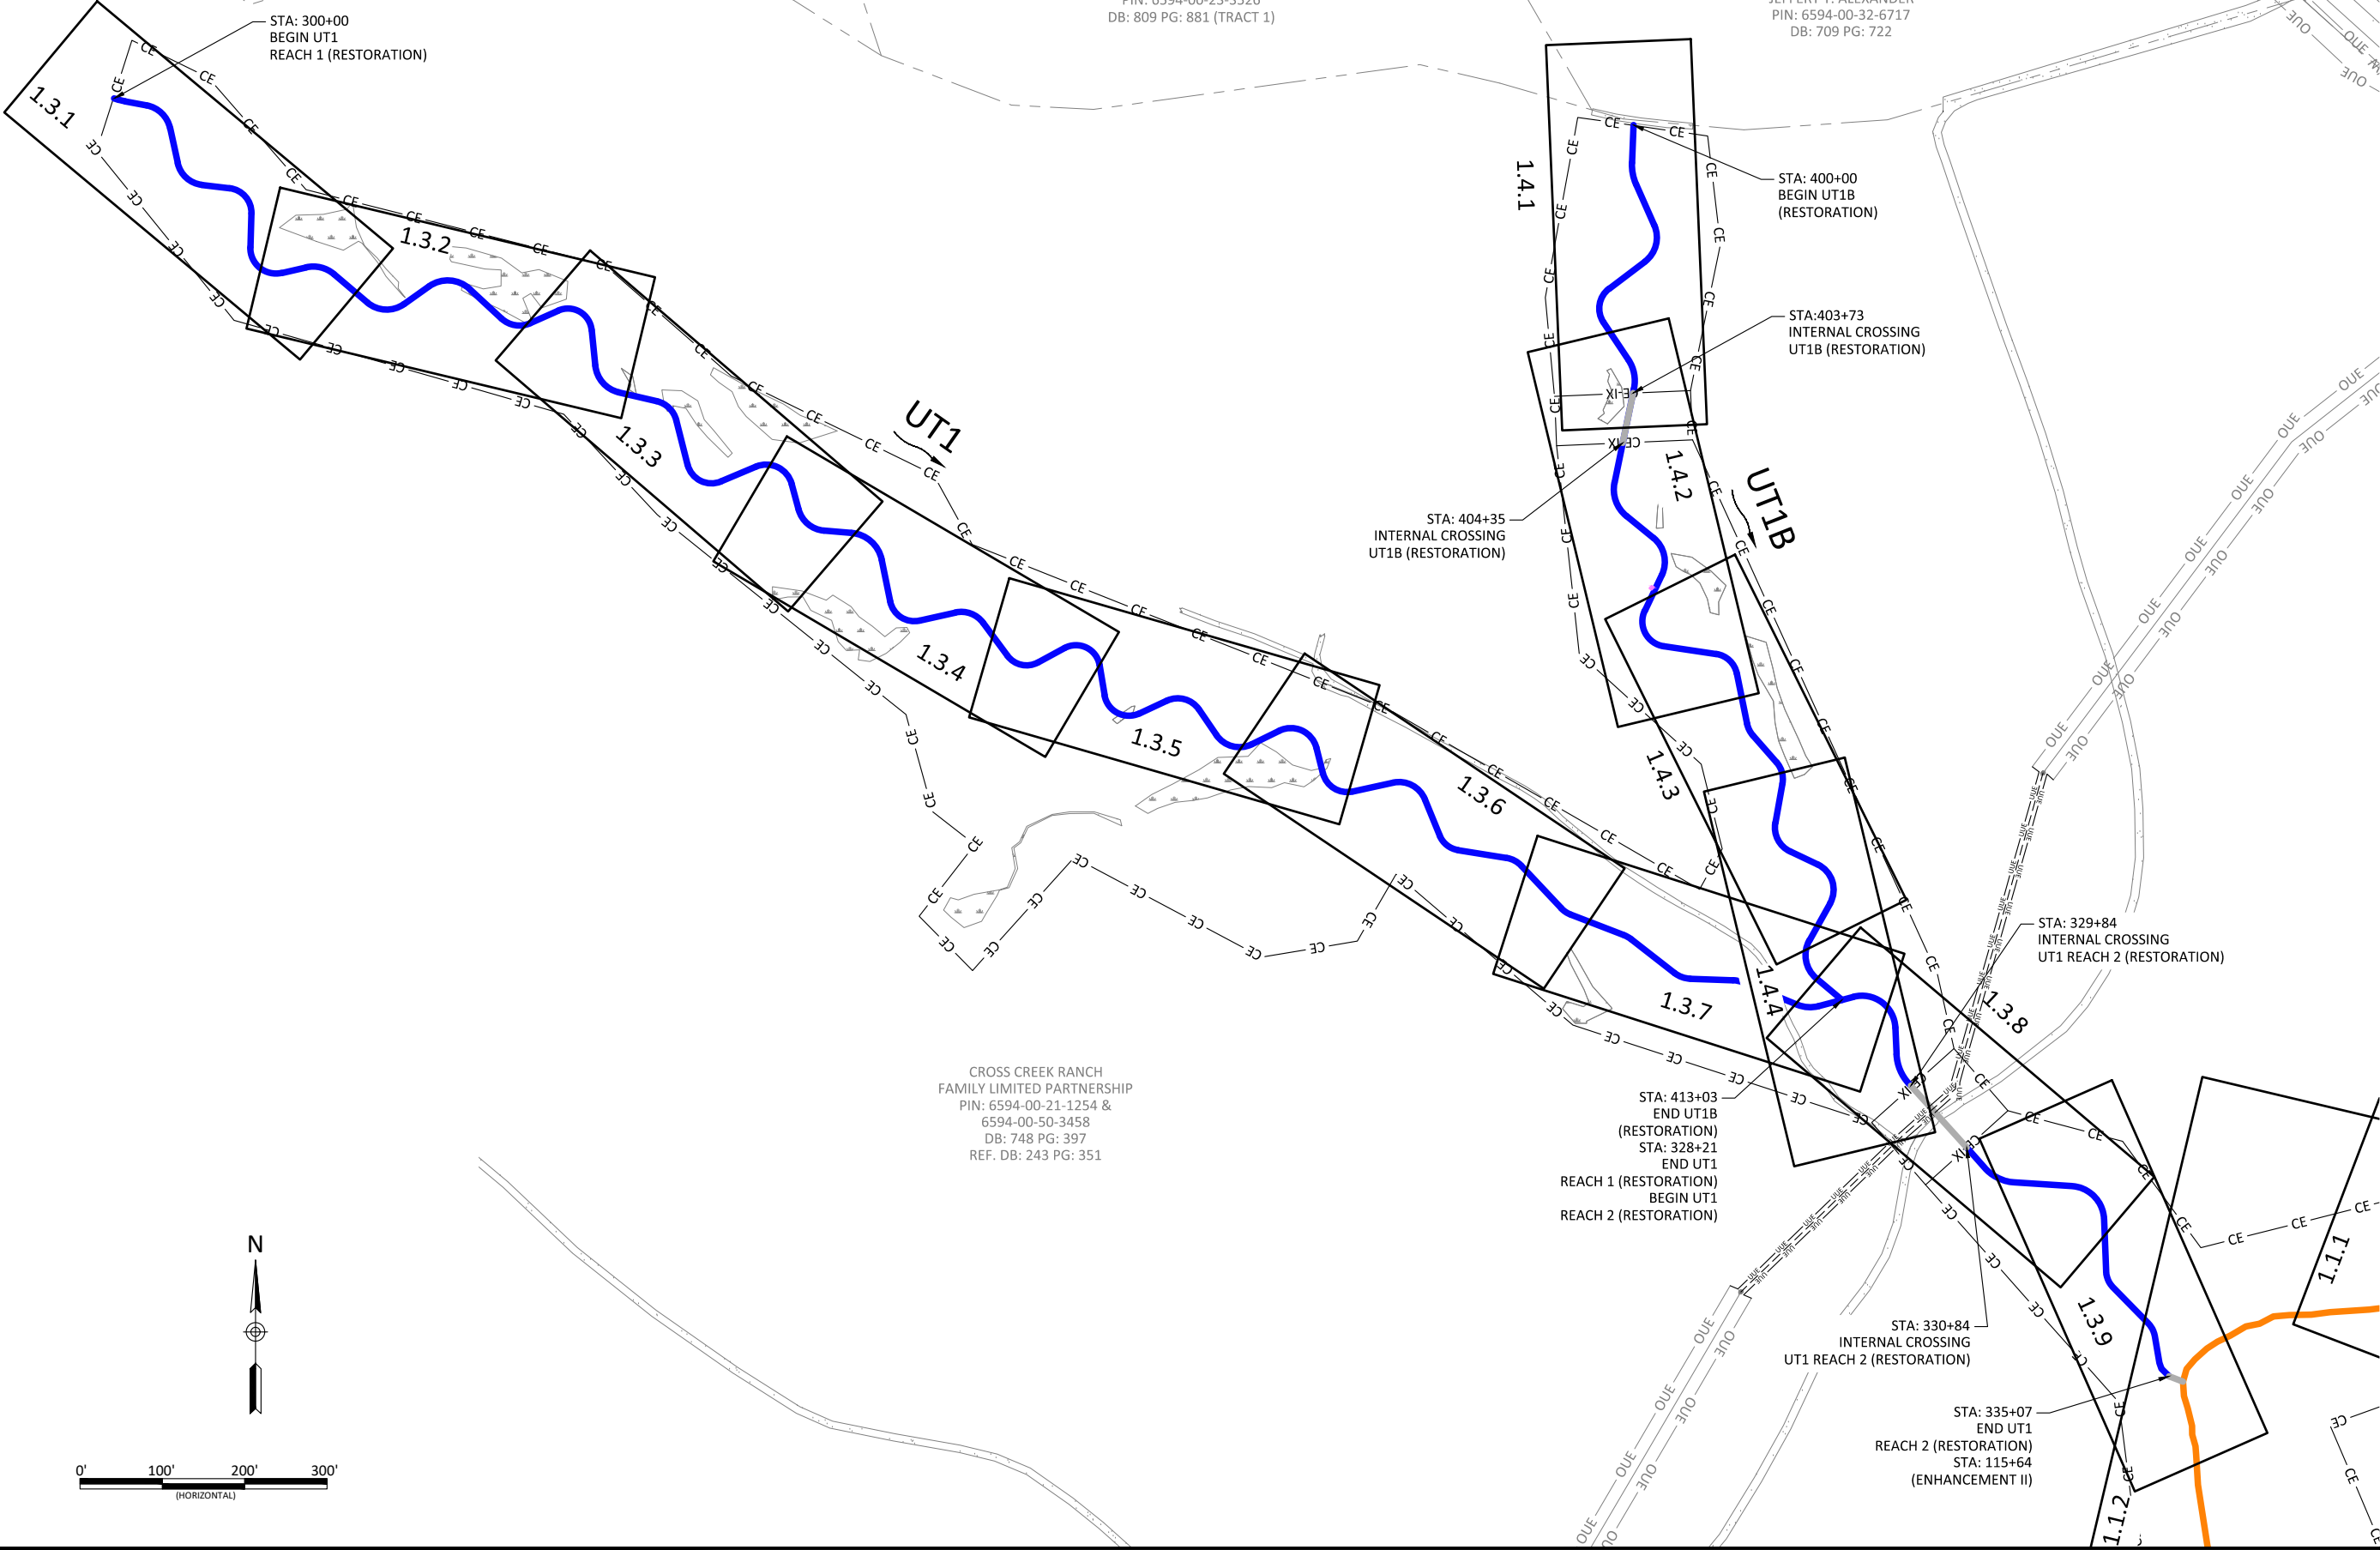 DB: 809 PG: 881 (TRACT 1)
PIN: 6594-00-32-6717
DB: 709 PG: 722
STA: 300+00
BEGIN UT1
REACH 1 (RESTORATION)
1.3.1
1.3.2
1.3.3
UT1
1.3.4
1.3.5
1.3.6
1.3.7
1.3.8
1.3.9
1.4.1
STA: 400+00
BEGIN UT1B
(RESTORATION)
STA:403+73
INTERNAL CROSSING
UT1B (RESTORATION)
1.4.2
UT1B
STA: 404+35
INTERNAL CROSSING
UT1B (RESTORATION)
1.4.3
1.4.4
STA: 329+84
INTERNAL CROSSING
UT1 REACH 2 (RESTORATION)
CROSS CREEK RANCH
FAMILY LIMITED PARTNERSHIP
PIN: 6594-00-21-1254 &
6594-00-50-3458
DB: 748 PG: 397
REF. DB: 243 PG: 351
STA: 413+03
END UT1B
(RESTORATION)
STA: 328+21
END UT1
REACH 1 (RESTORATION)
BEGIN UT1
REACH 2 (RESTORATION)
STA: 330+84
INTERNAL CROSSING
UT1 REACH 2 (RESTORATION)
STA: 335+07
END UT1
REACH 2 (RESTORATION)
STA: 115+64
(ENHANCEMENT II)
1.1.1
1.1.2
CE
CE-IX
OUE
UUE
N
0' 100' 200' 300'
(HORIZONTAL)